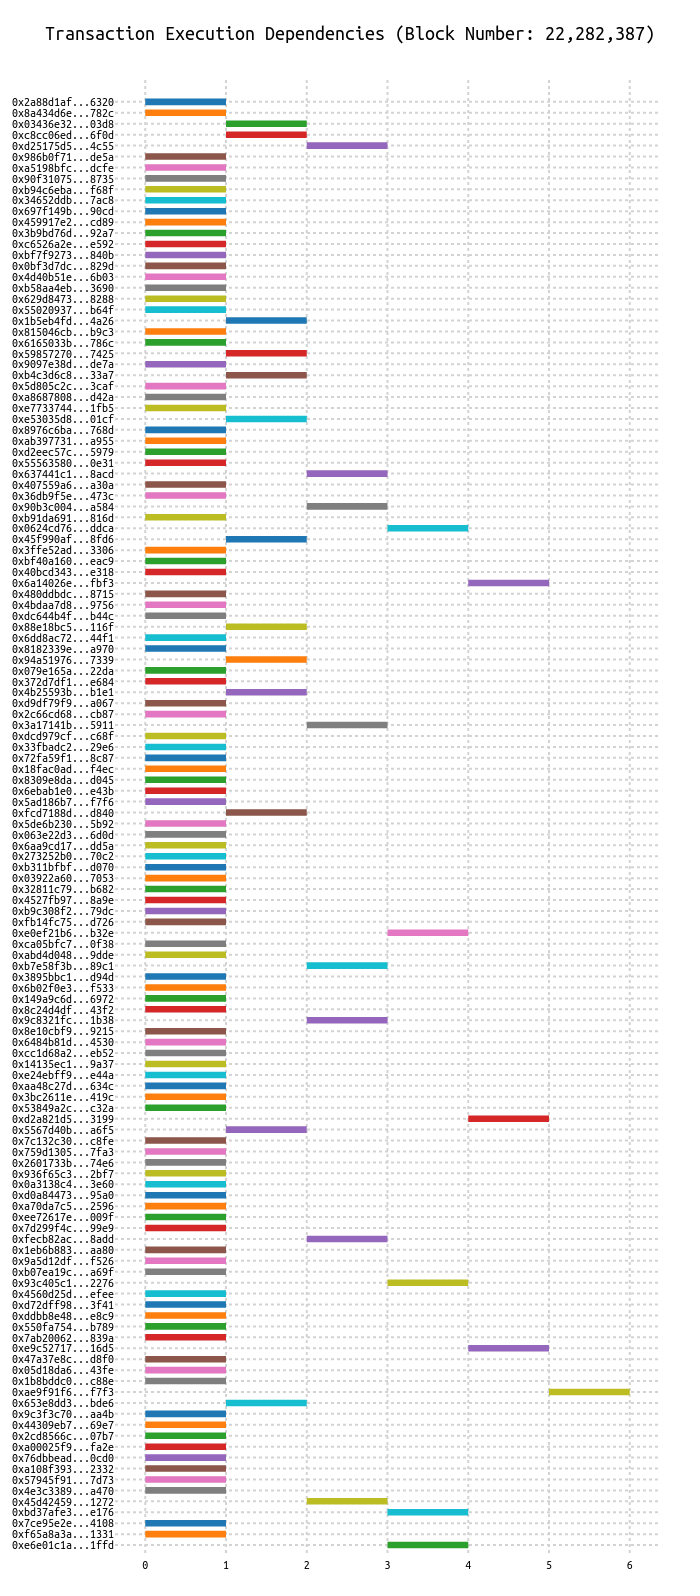 Transaction Execution Dependencies (Block Number: 22,282,387)
0x2a88d1af...6320
0x8a434d6e...782c
0x03436e32...03d8
0xc8cc06ed...6f0d
0xd25175d5...4c55
0x986b0f71...de5a
0xa5198bfc...dcfe
0x90f31075...8735
0xb94c6eba...f68f
0x34652ddb...7ac8
0x697f149b...90cd
0x459917e2...cd89
0x3b9bd76d...92a7
0xc6526a2e...e592
0xbf7f9273...840b
0x0bf3d7dc...829d
0x4d40b51e...6b03
0xb58aa4eb...3690
0x629d8473...8288
0x55020937...b64f
0x1b5eb4fd...4a26
0x815046cb...b9c3
0x6165033b...786c
0x59857270...7425
0x9097e38d...de7a
0xb4c3d6c8...33a7
0x5d805c2c...3caf
0xa8687808...d42a
0xe7733744...1fb5
0xe53035d8...01cf
0x8976c6ba...768d
0xab397731...a955
0xd2eec57c...5979
0x55563580...0e31
0x637441c1...8acd
0x407559a6...a30a
0x36db9f5e...473c
0x90b3c004...a584
0xb91da691...816d
0x0624cd76...ddca
0x45f990af...8fd6
0x3ffe52ad...3306
0xbf40a160...eac9
0x40bcd343...e318
0x6a14026e...fbf3
0x480ddbdc...8715
0x4bdaa7d8...9756
0xdc644b4f...b44c
0x88e18bc5...116f
0x6dd8ac72...44f1
0x8182339e...a970
0x94a51976...7339
0x079e165a...22da
0x372d7df1...e684
0x4b25593b...b1e1
0xd9df79f9...a067
0x2c66cd68...cb87
0x3a17141b...5911
0xdcd979cf...c68f
0x33fbadc2...29e6
0x72fa59f1...8c87
0x18fac0ad...f4ec
0x8309e8da...d045
0x6ebab1e0...e43b
0x5ad186b7...f7f6
0xfcd7188d...d840
0x5de6b230...5b92
0x063e22d3...6d0d
0x6aa9cd17...dd5a
0x273252b0...70c2
0xb311bfbf...d070
0x03922a60...7053
0x32811c79...b682
0x4527fb97...8a9e
0xb9c308f2...79dc
0xfb14fc75...d726
0xe0ef21b6...b32e
0xca05bfc7...0f38
0xabd4d048...9dde
0xb7e58f3b...89c1
0x3895bbc1...d94d
0x6b02f0e3...f533
0x149a9c6d...6972
0x8c24d4df...43f2
0x9c8321fc...1b38
0x8e10cbf9...9215
0x6484b81d...4530
0xcc1d68a2...eb52
0x14135ec1...9a37
0xe24ebff9...e44a
0xaa48c27d...634c
0x3bc2611e...419c
0x53849a2c...c32a
0xd2a821d5...3199
0x5567d40b...a6f5
0x7c132c30...c8fe
0x759d1305...7fa3
0x2601733b...74e6
0x936f65c3...2bf7
0x0a3138c4...3e60
0xd0a84473...95a0
0xa70da7c5...2596
0xee72617e...009f
0x7d299f4c...99e9
0xfecb82ac...8add
0x1eb6b883...aa80
0x9a5d12df...f526
0xb07ea19c...a69f
0x93c405c1...2276
0x4560d25d...efee
0xd72dff98...3f41
0xddbb8e48...e8c9
0x550fa754...b789
0x7ab20062...839a
0xe9c52717...16d5
0x47a37e8c...d8f0
0x05d18da6...43fe
0x1b8bddc0...c88e
0xae9f91f6...f7f3
0x653e8dd3...bde6
0x9c3f3c70...aa4b
0x44309eb7...69e7
0x2cd8566c...07b7
0xa00025f9...fa2e
0x76dbbead...0cd0
0xa108f393...2332
0x57945f91...7d73
0x4e3c3389...a470
0x45d42459...1272
0xbd37afe3...e176
0x7ce95e2e...4108
0xf65a8a3a...1331
0xe6e01c1a...1ffd
0 1 2 3 4 5 6